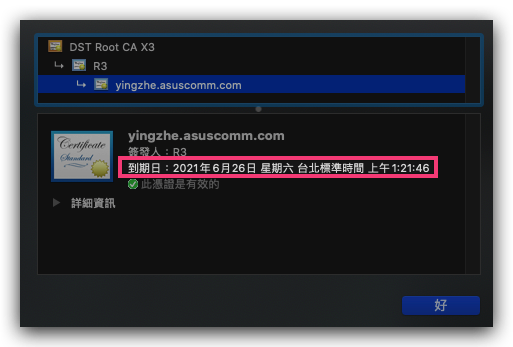 DST Root CA X3
R3
yingzhe.asuscomm.com
Certificate
Standard
yingzhe.asuscomm.com
簽發人：R3
到期日：2021年6月26日 星期六 台北標準時間 上午1:21:46
此憑證是有效的
詳細資訊
好